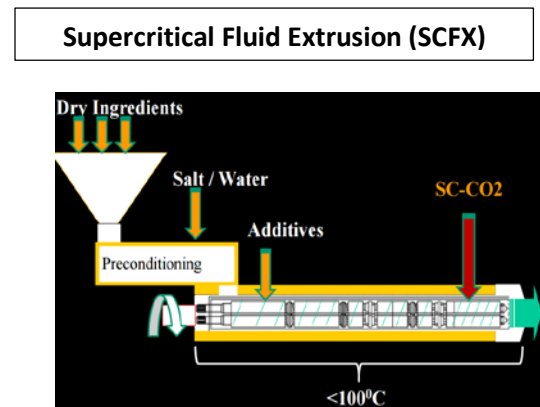 Supercritical Fluid Extrusion (SCFX)
Dry Ingredients
Salt / Water
SC-CO2
Additives
Preconditioning
<100⁰C